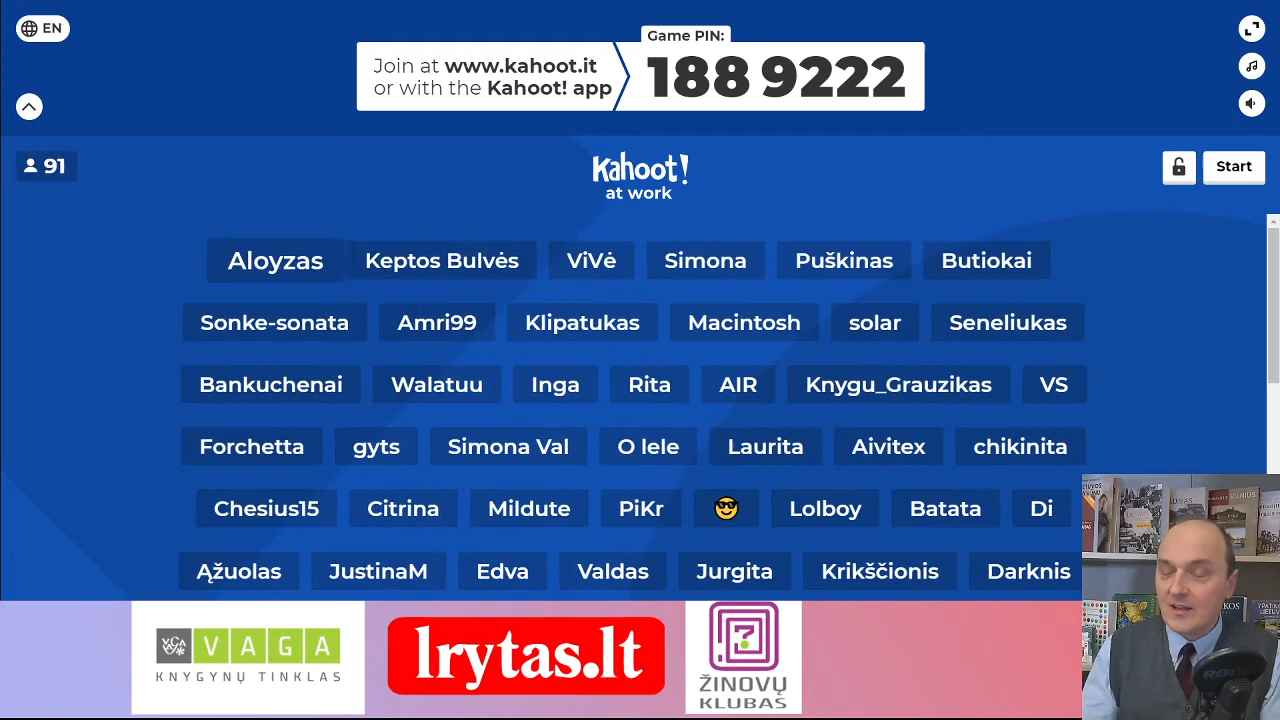 EN
Game PIN:
Join at www.kahoot.it
or with the Kahoot! app
188 9222
91
Kahoot!
at work
Start
Aloyzas Keptos Bulvės ViVė Simona Puškinas Butiokai
Sonke-sonata Amri99 Klipatukas Macintosh solar Seneliukas
Bankuchenai Walatuu Inga Rita AIR Knygu_Grauzikas VS
Forchetta gyts Simona Val O lele Laurita Aivitex chikinita
Chesius15 Citrina Mildute PiKr 😎 Lolboy Batata Di
Ąžuolas JustinaM Edva Valdas Jurgita Krikščionis Darknis
VAGA
KNYGYNŲ TINKLAS
lrytas.lt
ŽINOVŲ
KLUBAS
VILNIUS
RODE